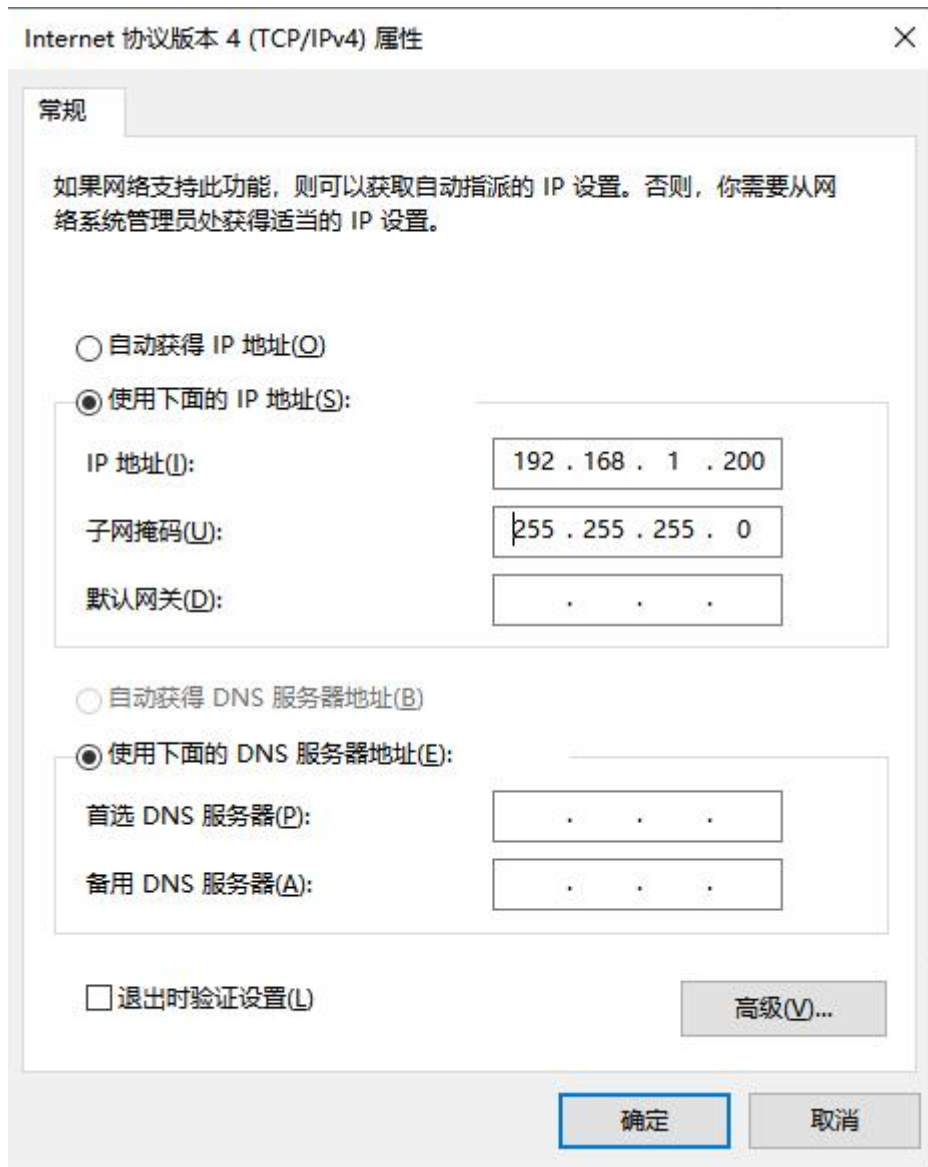 Internet 协议版本 4 (TCP/IPv4) 属性
常规
如果网络支持此功能，则可以获取自动指派的 IP 设置。否则，你需要从网
络系统管理员处获得适当的 IP 设置。
自动获得 IP 地址(O)
使用下面的 IP 地址(S):
IP 地址(I): 192 . 168 . 1 . 200
子网掩码(U): 255 . 255 . 255 . 0
默认网关(D): . . .
自动获得 DNS 服务器地址(B)
使用下面的 DNS 服务器地址(E):
首选 DNS 服务器(P): . . .
备用 DNS 服务器(A): . . .
退出时验证设置(L)
高级(V)...
确定 取消